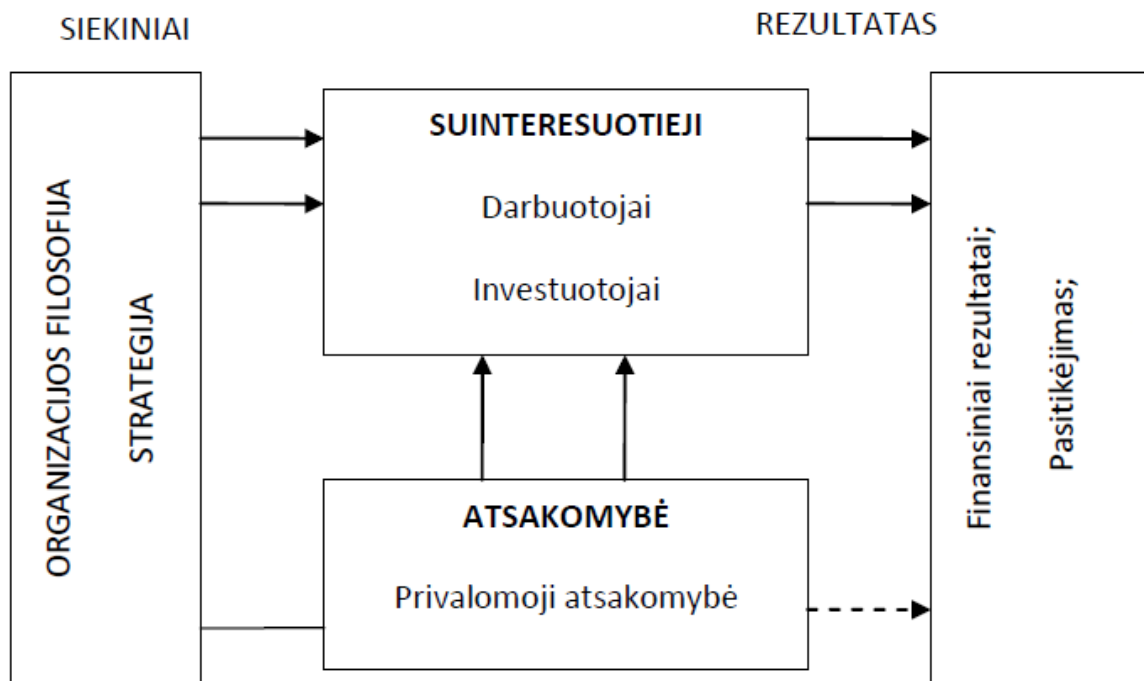 SIEKINIAI
REZULTATAS
ORGANIZACIJOS FILOSOFIJA
STRATEGIJA
SUINTERESUOTIEJI
Darbuotojai
Investuotojai
ATSAKOMYBĖ
Privalomoji atsakomybė
Finansiniai rezultatai;
Pasitikėjimas;